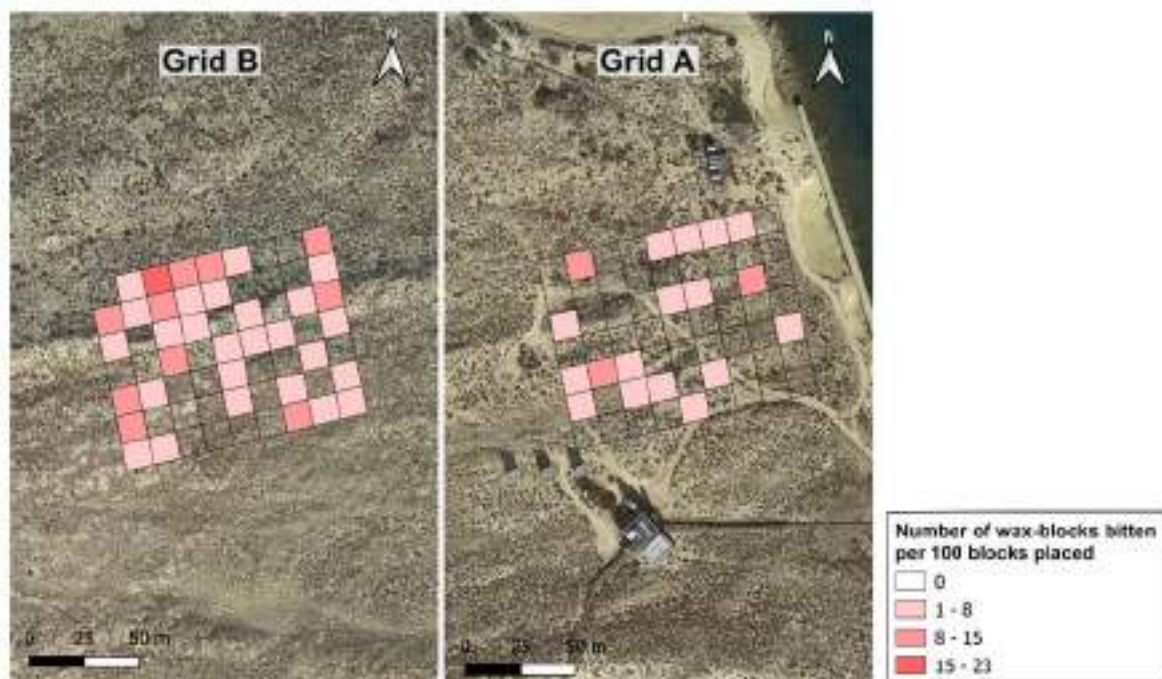 Grid B
N
Grid A
N
0 25 50 m
0 25 50 m
Number of wax-blocks bitten
per 100 blocks placed
0
1 - 8
8 - 15
15 - 23